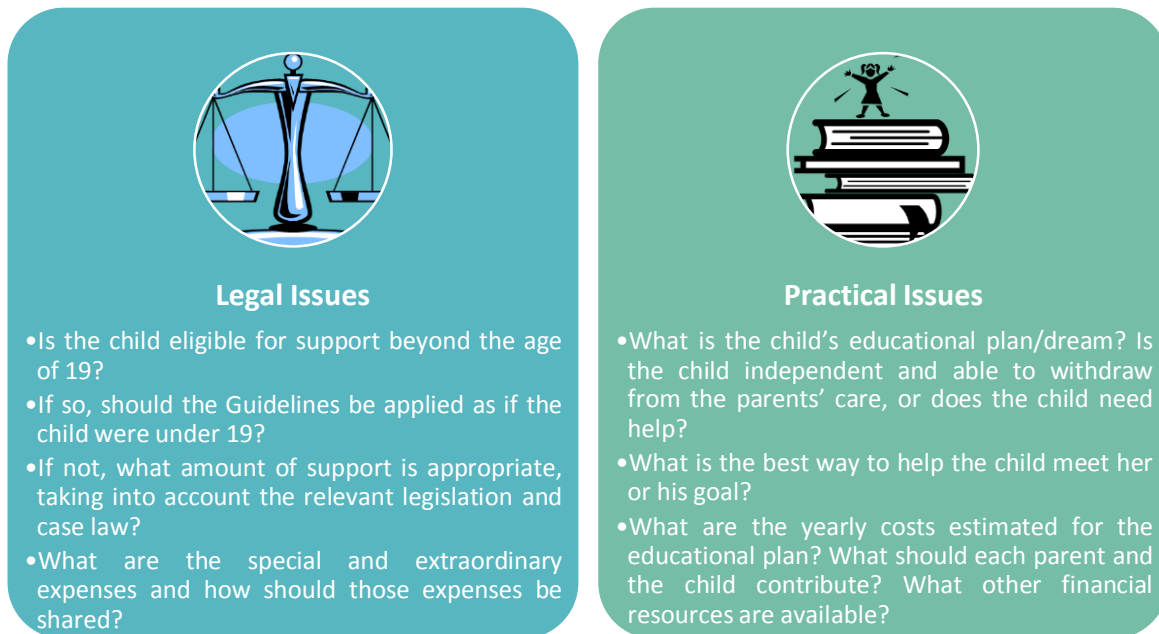 Legal Issues
•Is the child eligible for support beyond the age
of 19?
•If so, should the Guidelines be applied as if the
child were under 19?
•If not, what amount of support is appropriate,
taking into account the relevant legislation and
case law?
•What are the special and extraordinary
expenses and how should those expenses be
shared?
Practical Issues
•What is the child’s educational plan/dream? Is
the child independent and able to withdraw
from the parents’ care, or does the child need
help?
•What is the best way to help the child meet her
or his goal?
•What are the yearly costs estimated for the
educational plan? What should each parent and
the child contribute? What other financial
resources are available?